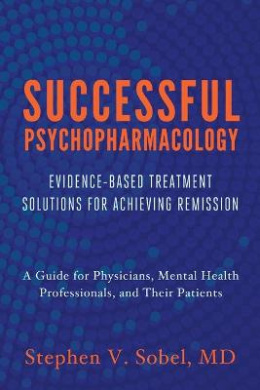 SUCCESSFUL
PSYCHOPHARMACOLOGY
EVIDENCE-BASED TREATMENT
SOLUTIONS FOR ACHIEVING REMISSION
A Guide for Physicians, Mental Health
Professionals, and Their Patients
Stephen V. Sobel, MD